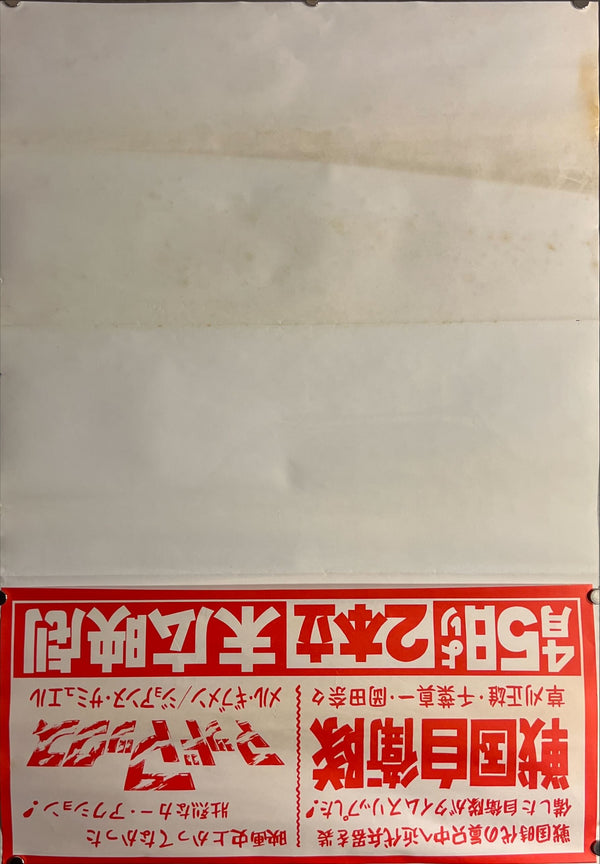 戦国時代の真只中へ近代兵器を装
備した自衛隊がタイムスリップした!
戦国自衛隊
草刈正雄・千葉真一・岡田奈々
映画史上かつてなかった
壮烈なカー・アクション!
マッドマックス
メル・ギブソン/ジョアンヌ・サミュエル
4月5日より2本立末広映劇